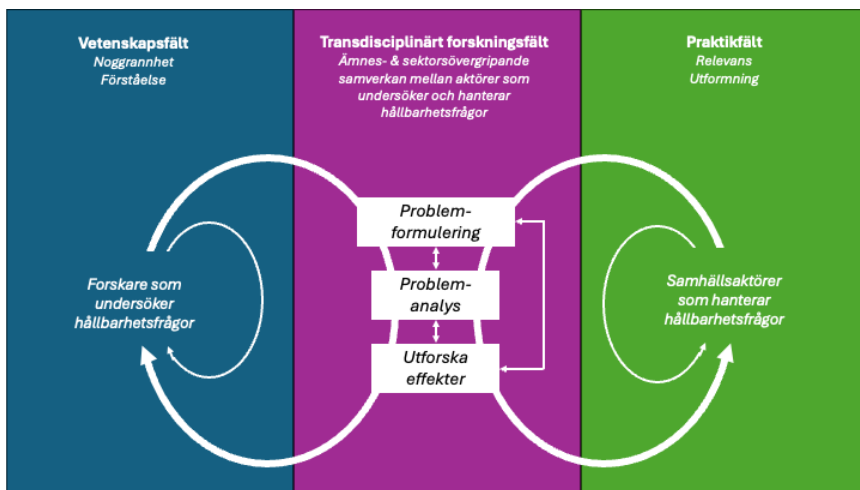 Vetenskapsfält
Noggrannhet
Förståelse
Transdisciplinärt forskningsfält
Ämnes- & sektorsövergripande
samverkan mellan aktörer som
undersöker och hanterar
hållbarhetsfrågor
Praktikfält
Relevans
Utformning
Forskare som
undersöker
hållbarhetsfrågor
Problem-
formulering
Problem-
analys
Utforska
effekter
Samhällsaktörer
som hanterar
hållbarhetsfrågor